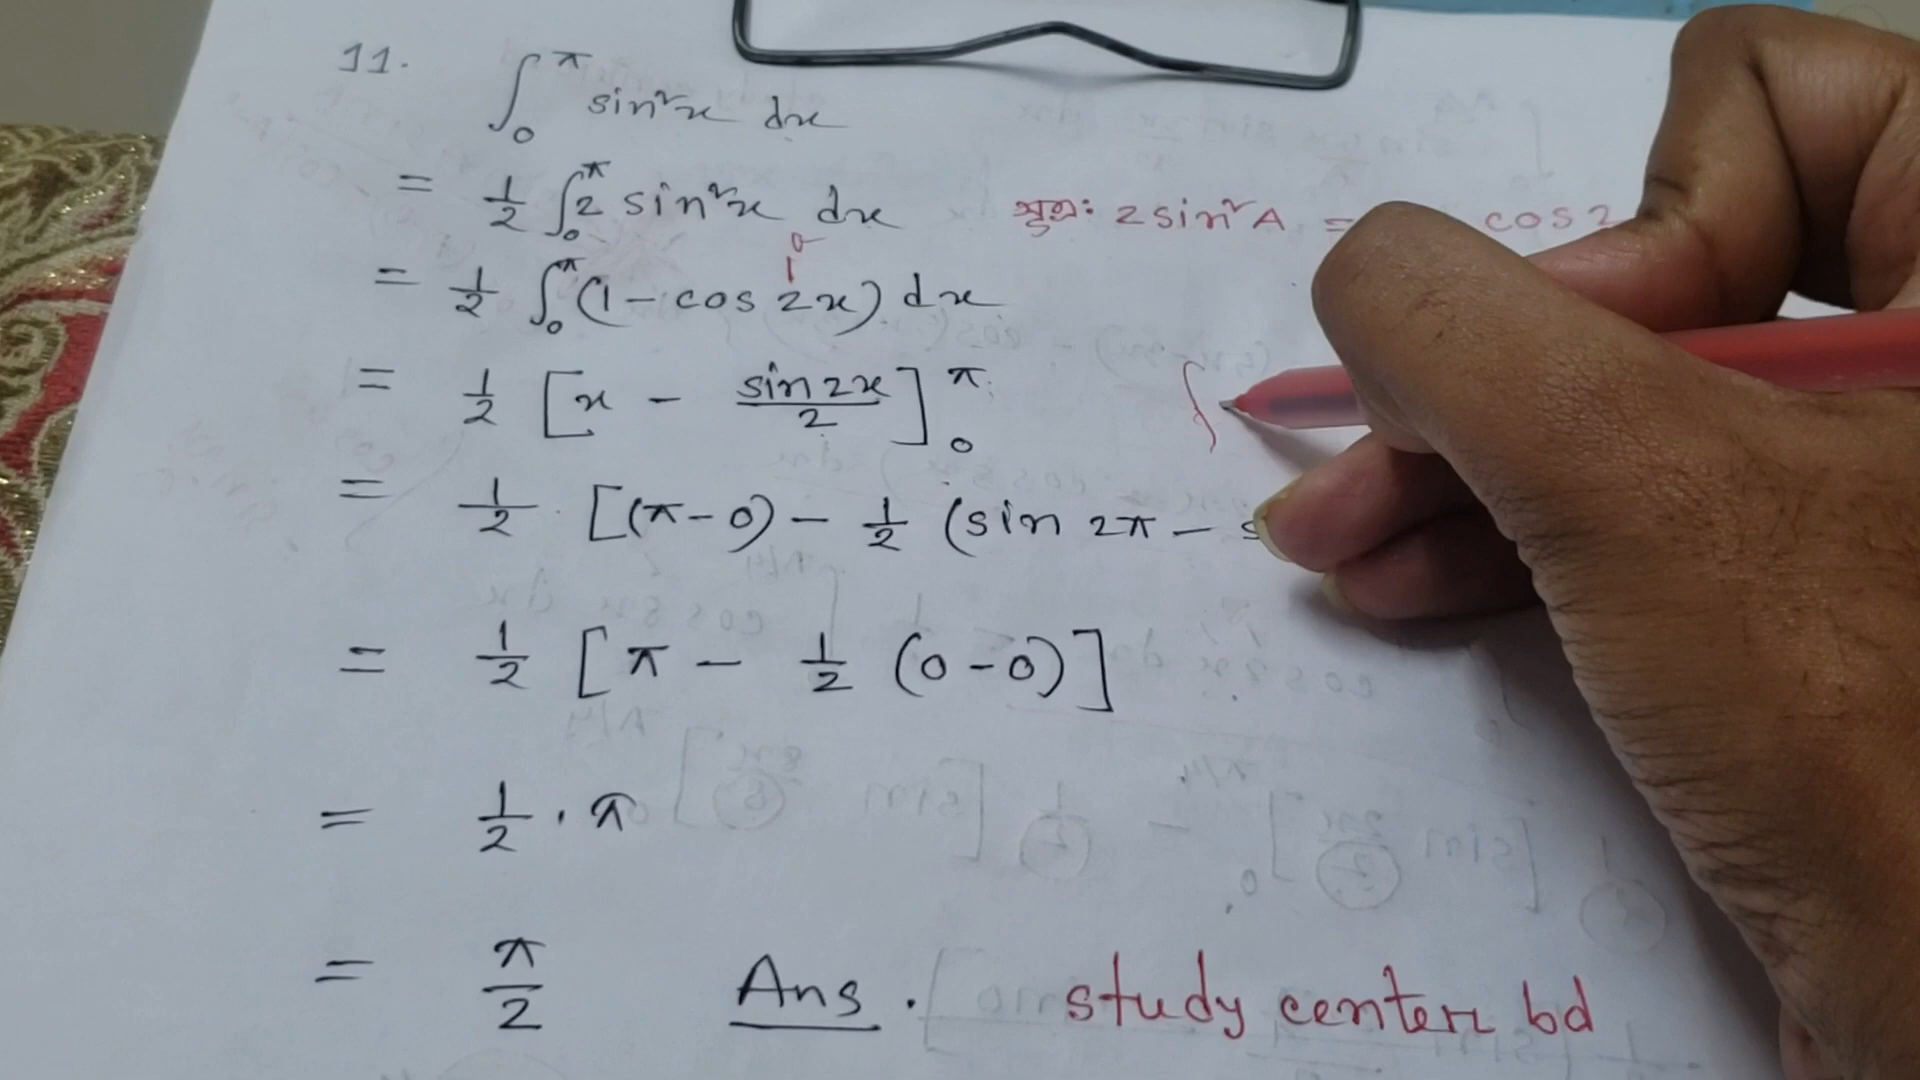 11. ∫₀^π sin²x dx
= 1/2 ∫₀^π 2 sin²x dx সূত্র: 2 sin²A = cos 2
= 1/2 ∫₀^π (1 - cos 2x) dx
= 1/2 [x - sin 2x/2]₀^π ∫
= 1/2 [(π - 0) - 1/2 (sin 2π - s
= 1/2 [π - 1/2 (0 - 0)]
= 1/2 . π
= π/2 Ans .
study center bd